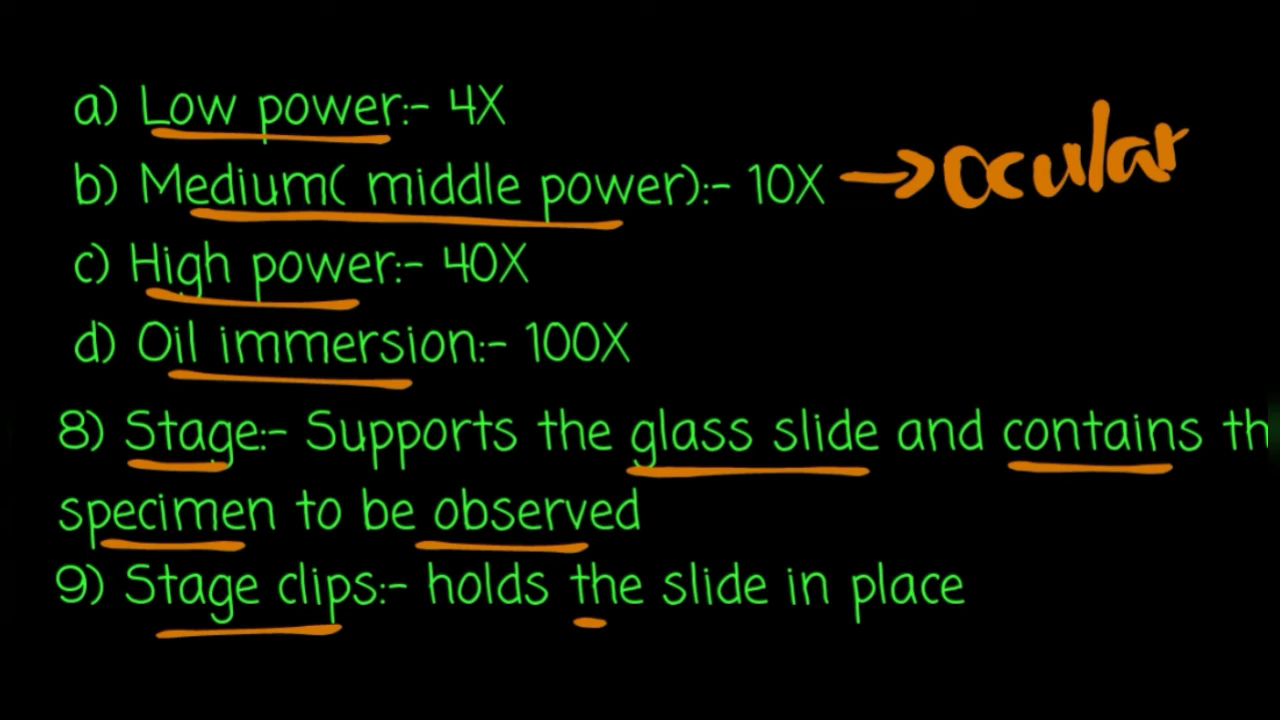 a) Low power:- 4X
b) Medium( middle power):- 10X → ocular
c) High power:- 40X
d) Oil immersion:- 100X
8) Stage:- Supports the glass slide and contains th
specimen to be observed
9) Stage clips:- holds the slide in place